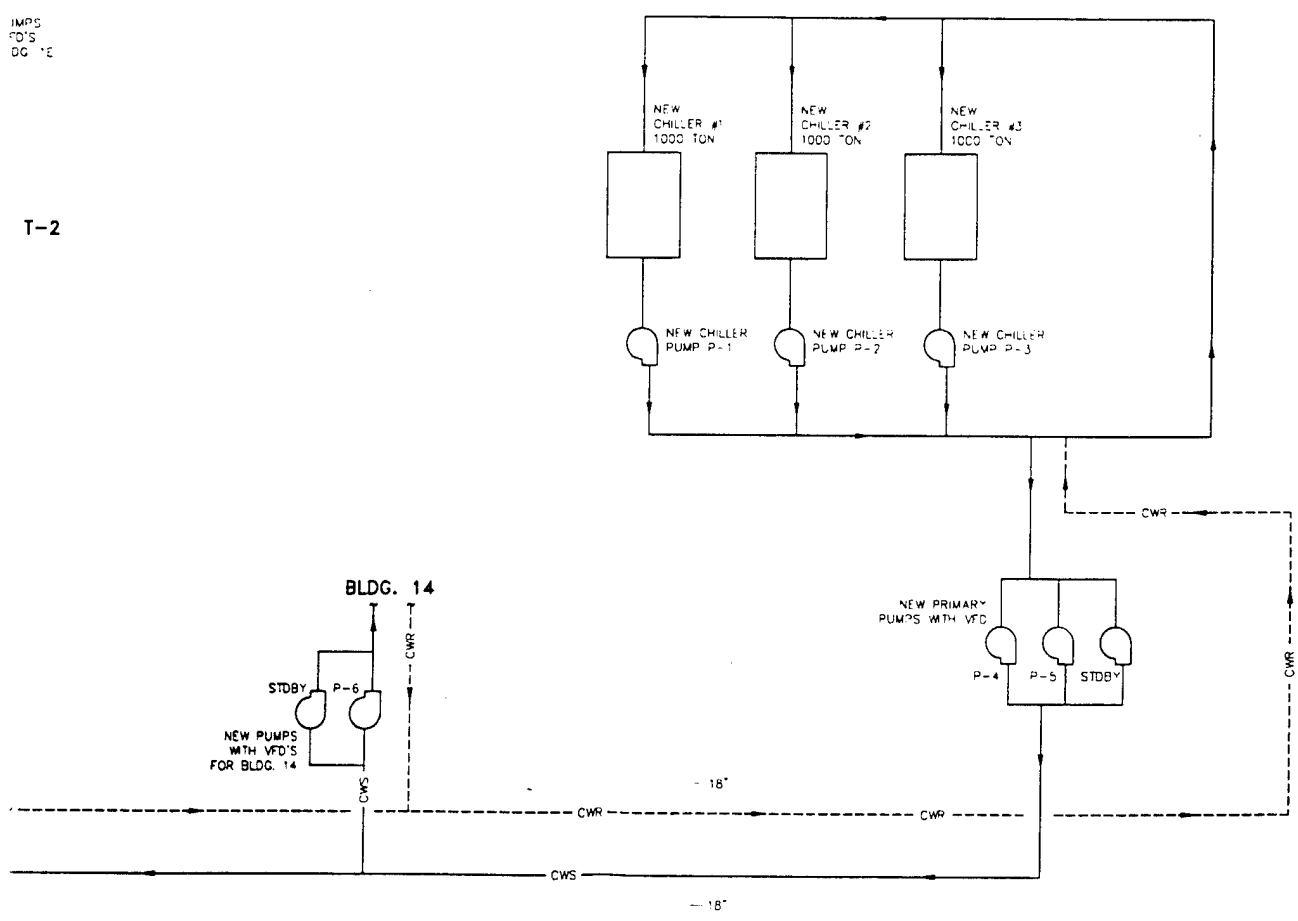 NEW
CHILLER #1
1000 TON
NEW
CHILLER #2
1000 TON
NEW
CHILLER #3
1000 TON
T-2
NEW CHILLER
PUMP P-1
NEW CHILLER
PUMP P-2
NEW CHILLER
PUMP P-3
CWR
BLDG. 14
CWR
NEW PRIMARY
PUMPS WITH VFD
P-4
P-5
STDBY
CWR
STDBY
P-6
NEW PUMPS
WITH VFD'S
FOR BLDG. 14
CWS
18"
CWR
CWR
CWS
18"